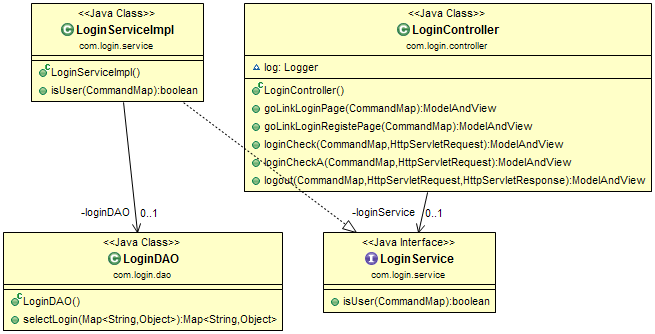 <<Java Class>>
LoginServiceImpl
com.login.service
LoginServiceImpl()
isUser(CommandMap):boolean
<<Java Class>>
LoginController
com.login.controller
log: Logger
LoginController()
goLinkLoginPage(CommandMap):ModelAndView
goLinkLoginRegistePage(CommandMap):ModelAndView
loginCheck(CommandMap,HttpServletRequest):ModelAndView
loginCheckA(CommandMap,HttpServletRequest):ModelAndView
logout(CommandMap,HttpServletRequest,HttpServletResponse):ModelAndView
-loginDAO 0..1
-loginService 0..1
<<Java Class>>
LoginDAO
com.login.dao
LoginDAO()
selectLogin(Map<String,Object>):Map<String,Object>
<<Java Interface>>
LoginService
com.login.service
isUser(CommandMap):boolean